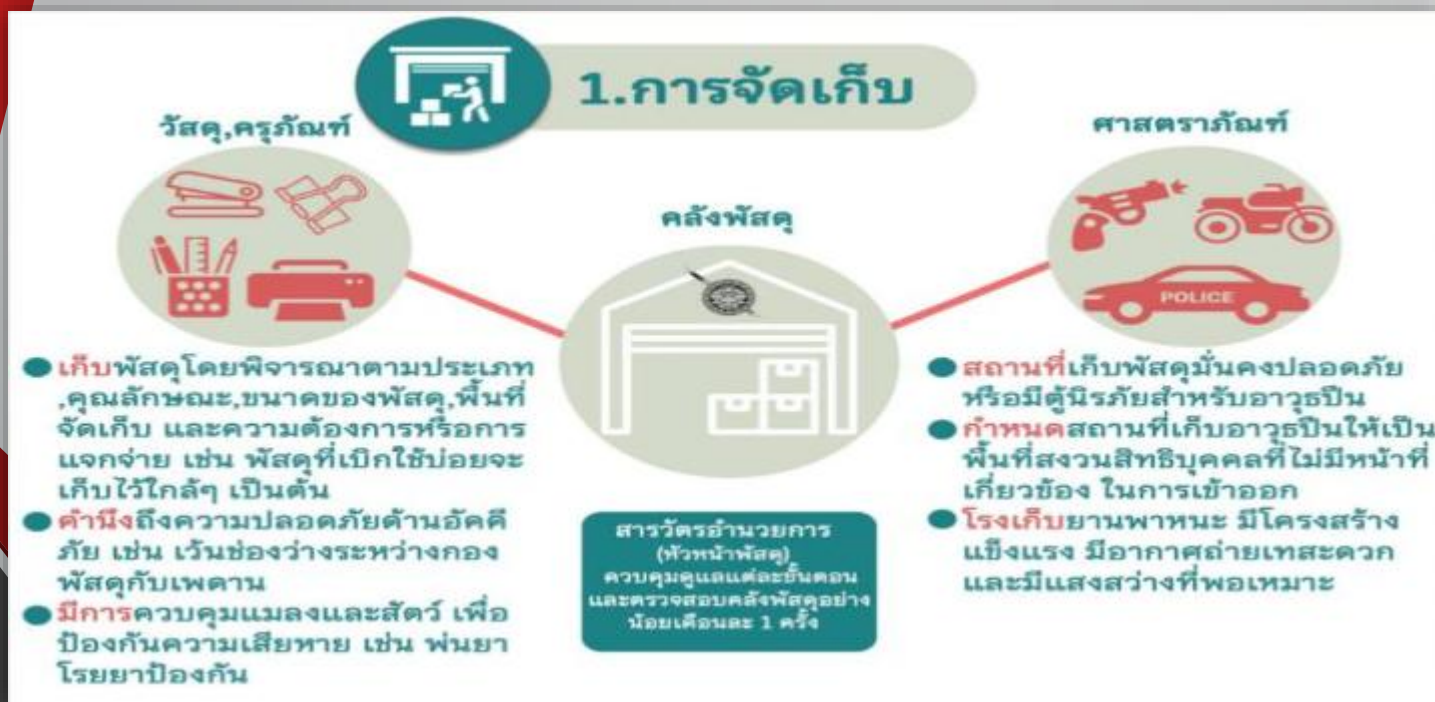 1.การจัดเก็บ
วัสดุ,ครุภัณฑ์
เก็บพัสดุโดยพิจารณาตามประเภท
,คุณลักษณะ,ขนาดของพัสดุ,พื้นที่
จัดเก็บ และความต้องการหรือการ
แจกจ่าย เช่น พัสดุที่เบิกใช้บ่อยจะ
เก็บไว้ใกล้ๆ เป็นต้น
คำนึงถึงความปลอดภัยด้านอัคคี
ภัย เช่น เว้นช่องว่างระหว่างกอง
พัสดุกับเพดาน
มีการควบคุมแมลงและสัตว์ เพื่อ
ป้องกันความเสียหาย เช่น พ่นยา
โรยยาป้องกัน
คลังพัสดุ
สารวัตรอำนวยการ
(หัวหน้าพัสดุ)
ควบคุมดูแลแต่ละขั้นตอน
และตรวจสอบคลังพัสดุอย่าง
น้อยเดือนละ 1 ครั้ง
ศาสตราภัณฑ์
POLICE
สถานที่เก็บพัสดุมั่นคงปลอดภัย
หรือมีตู้นิรภัยสำหรับอาวุธปืน
กำหนดสถานที่เก็บอาวุธปืนให้เป็น
พื้นที่สงวนสิทธิบุคคลที่ไม่มีหน้าที่
เกี่ยวข้อง ในการเข้าออก
โรงเก็บยานพาหนะ มีโครงสร้าง
แข็งแรง มีอากาศถ่ายเทสะดวก
และมีแสงสว่างที่พอเหมาะ